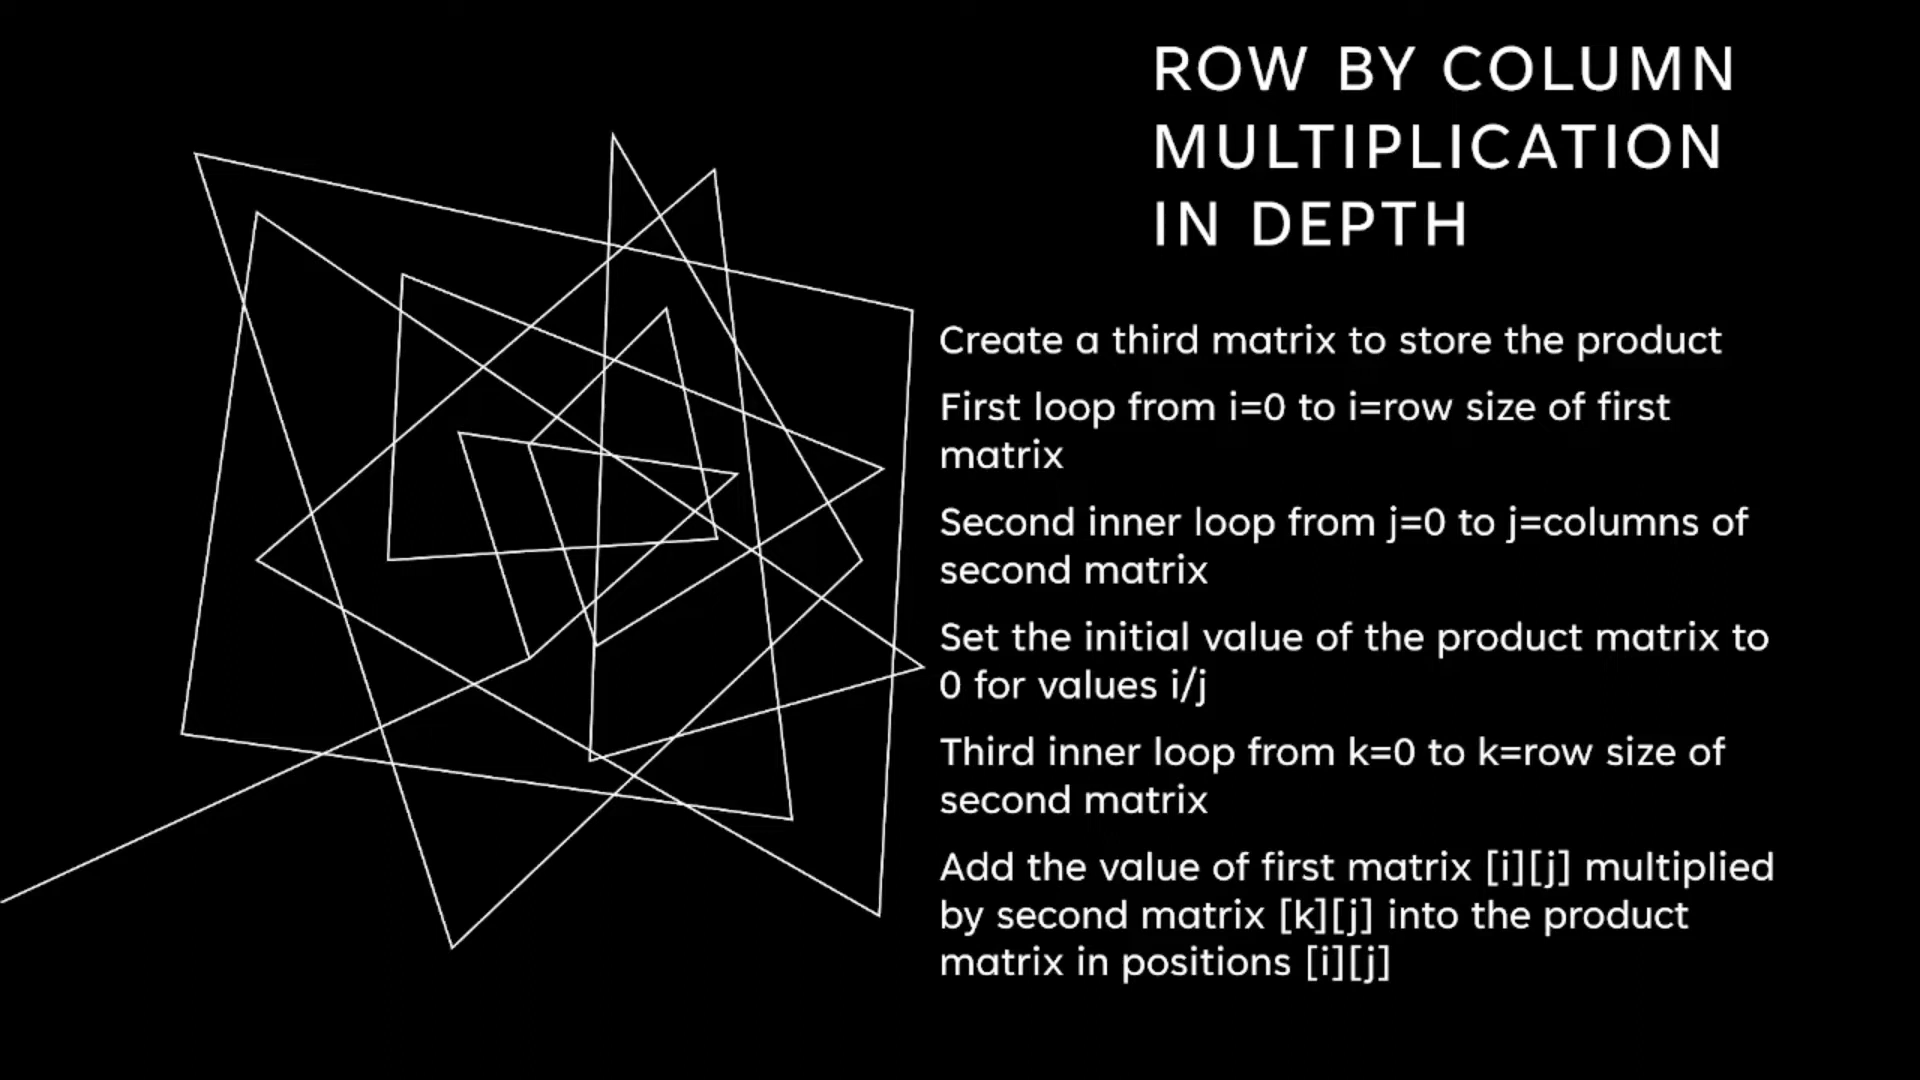 ROW BY COLUMN
MULTIPLICATION
IN DEPTH
Create a third matrix to store the product
First loop from i=0 to i=row size of first
matrix
Second inner loop from j=0 to j=columns of
second matrix
Set the initial value of the product matrix to
0 for values i/j
Third inner loop from k=0 to k=row size of
second matrix
Add the value of first matrix [i][j] multiplied
by second matrix [k][j] into the product
matrix in positions [i][j]